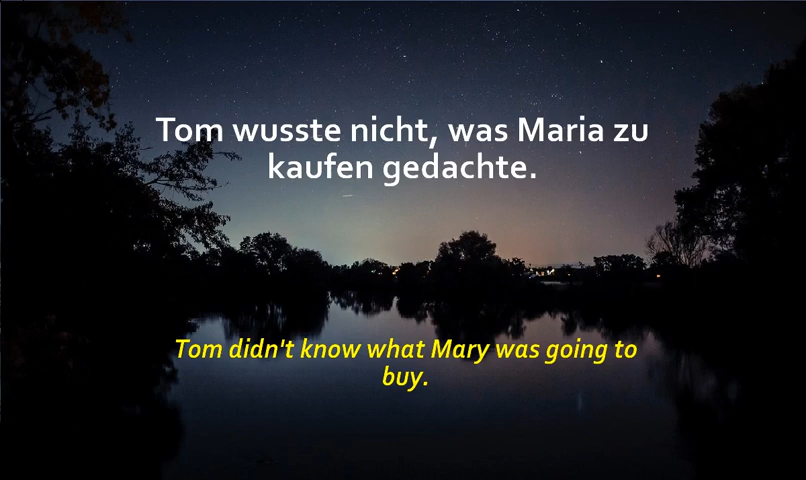 Tom wusste nicht, was Maria zu
kaufen gedachte.
Tom didn't know what Mary was going to
buy.